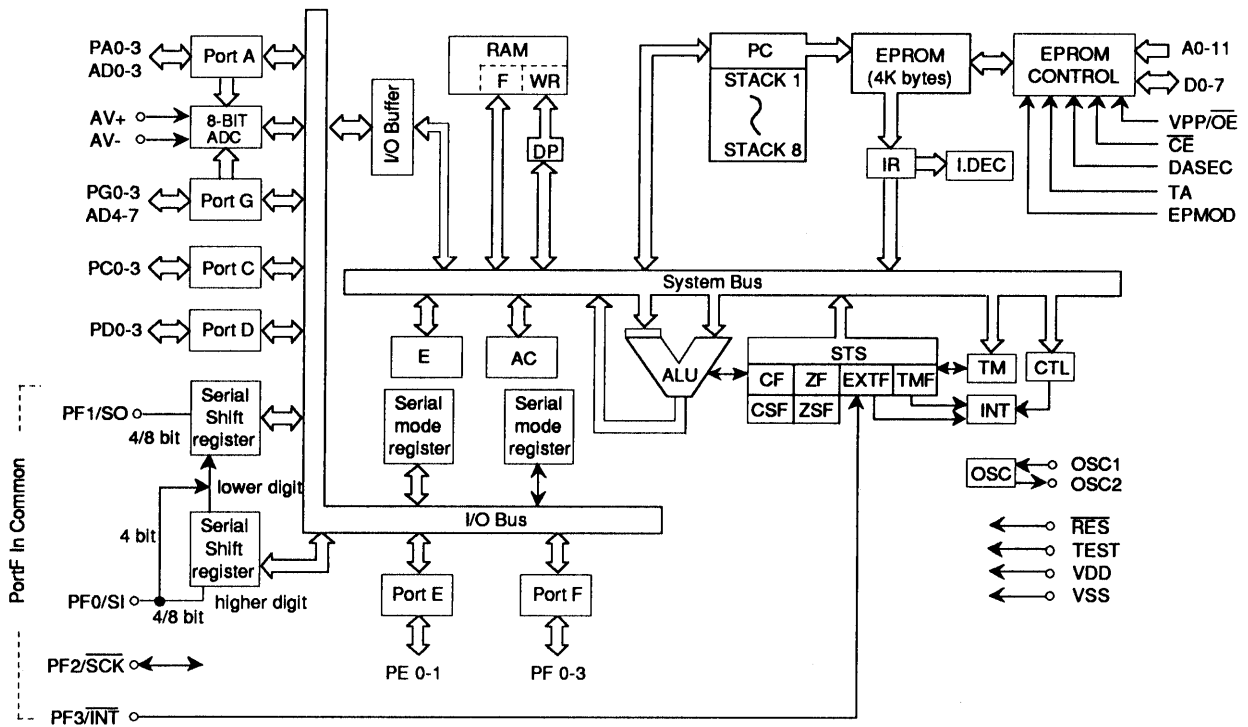 PA0-3
AD0-3
Port A
AV+
AV-
8-BIT
ADC
PG0-3
AD4-7
Port G
PC0-3
Port C
PD0-3
Port D
I/O Buffer
RAM
F
WR
DP
PC
STACK 1
STACK 8
EPROM
(4K bytes)
EPROM
CONTROL
A0-11
D0-7
VPP/OE
CE
DASEC
TA
EPMOD
IR
I.DEC
System Bus
E
AC
ALU
STS
CF
ZF
EXTF
TMF
CSF
ZSF
TM
CTL
INT
PortF In Common
PF1/SO
4/8 bit
Serial
Shift
register
lower digit
4 bit
Serial
Shift
register
higher digit
PF0/SI
4/8 bit
PF2/SCK
PF3/INT
Serial
mode
register
Serial
mode
register
I/O Bus
Port E
Port F
PE 0-1
PF 0-3
OSC
OSC1
OSC2
RES
TEST
VDD
VSS